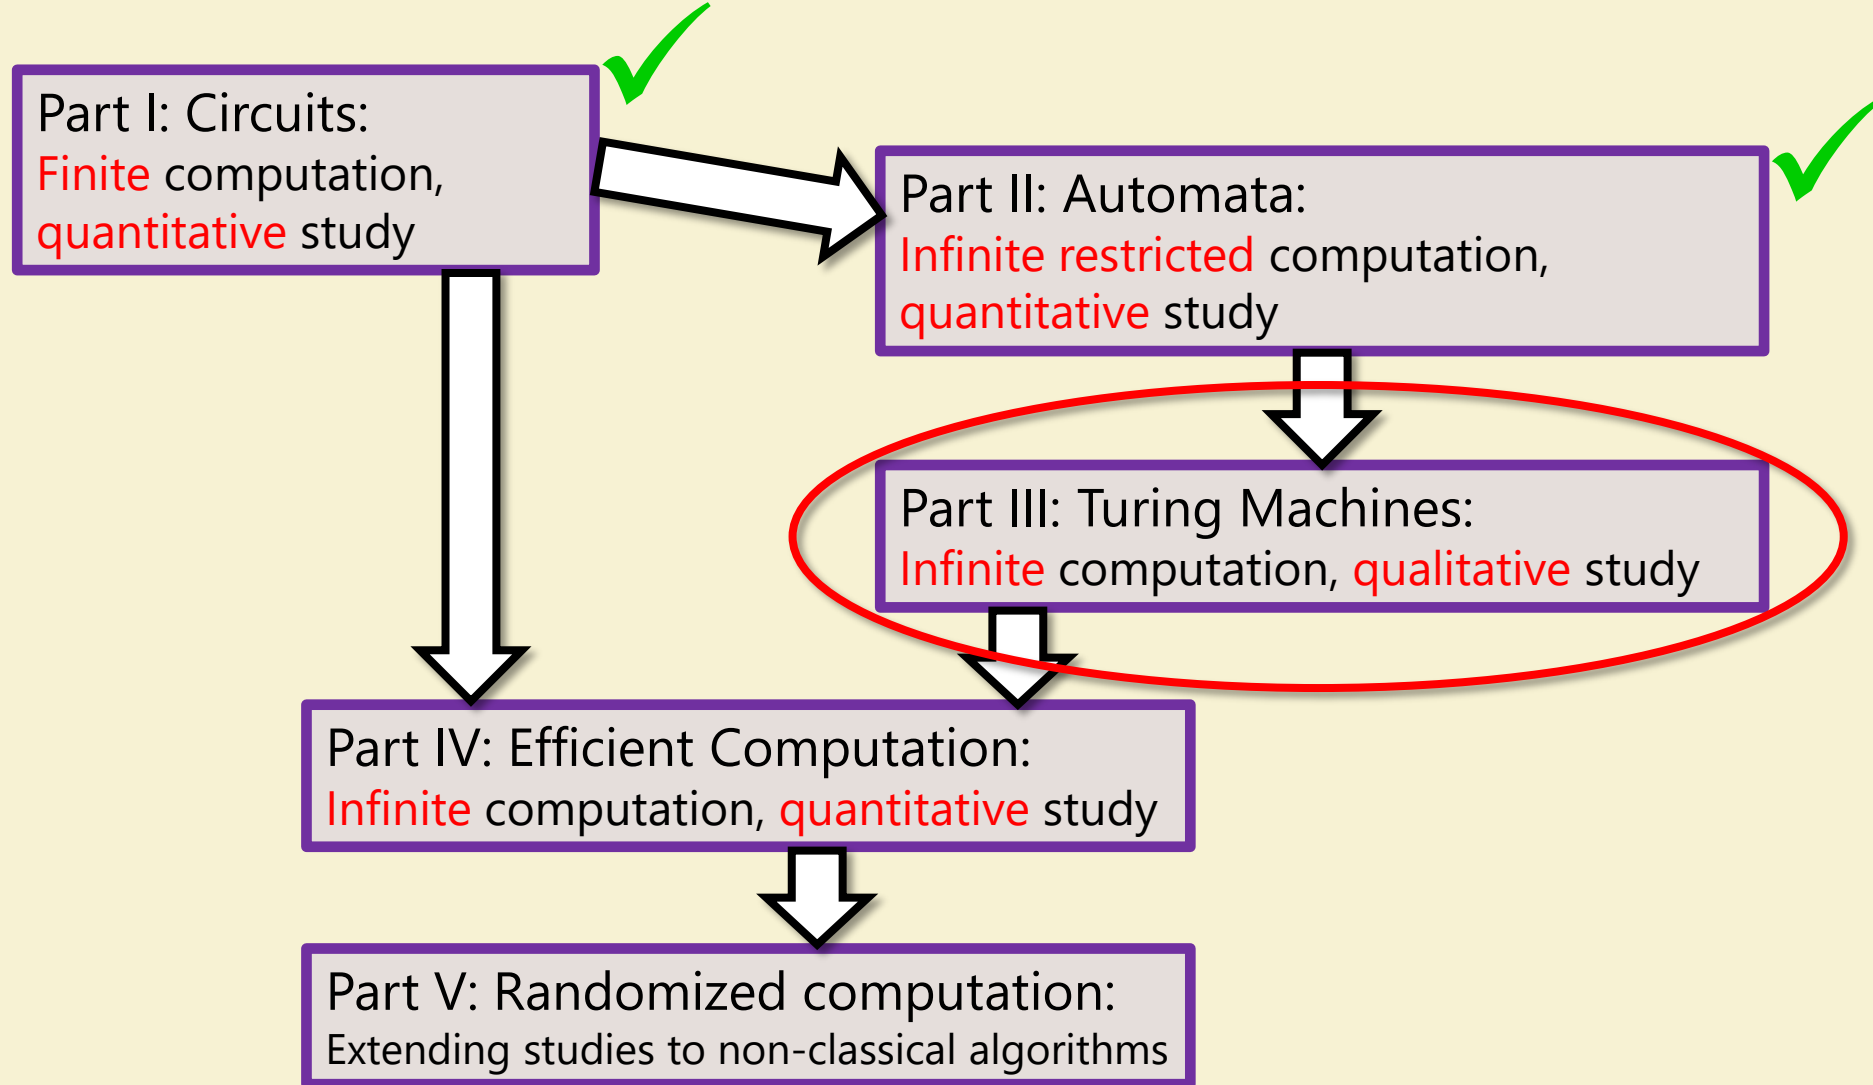 Part I: Circuits:
Finite computation,
quantitative study
Part II: Automata:
Infinite restricted computation,
quantitative study
Part III: Turing Machines:
Infinite computation, qualitative study
Part IV: Efficient Computation:
Infinite computation, quantitative study
Part V: Randomized computation:
Extending studies to non-classical algorithms